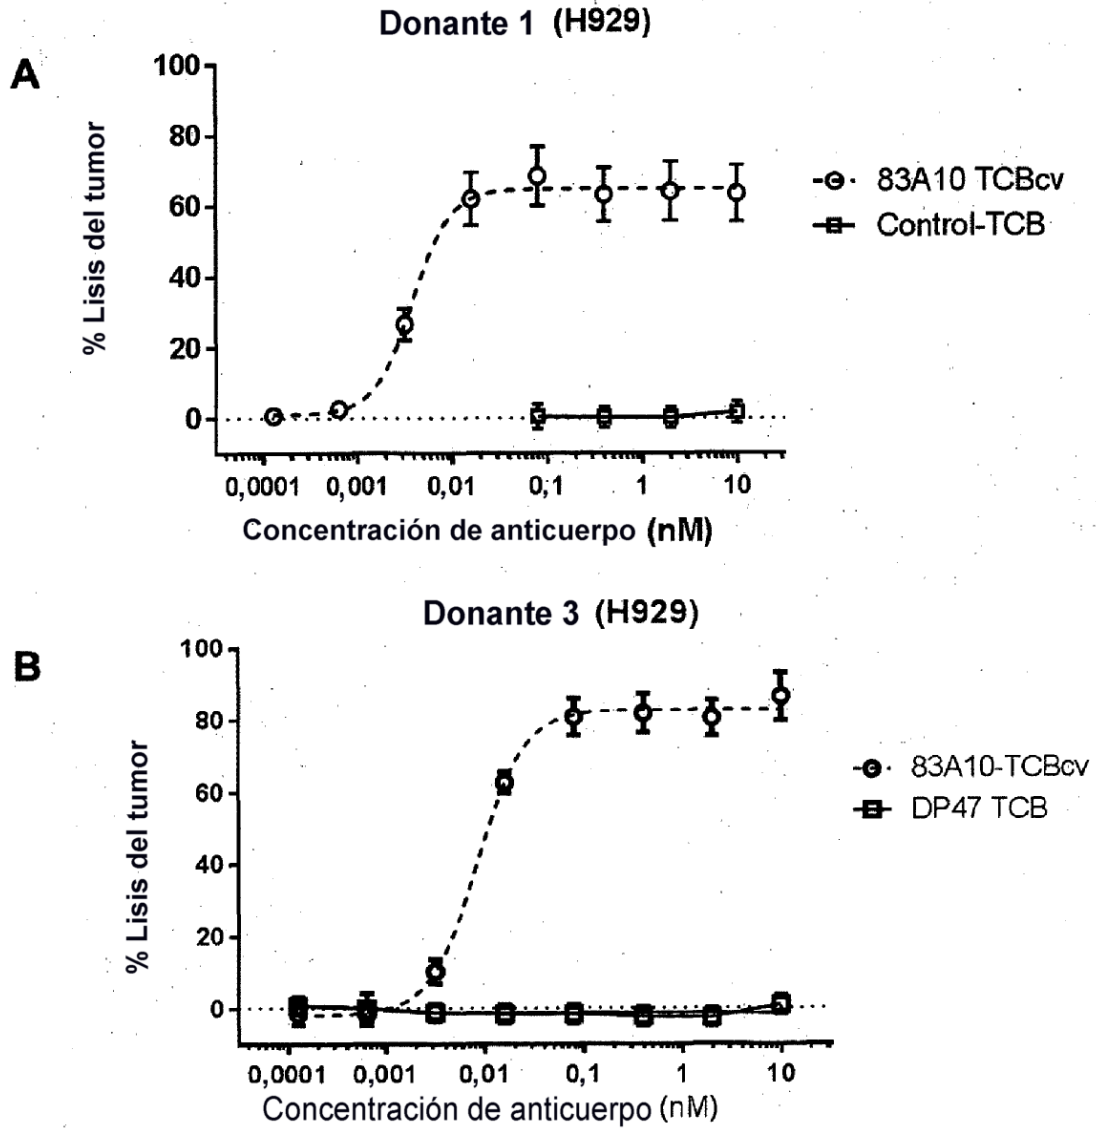 Donante 1 (H929)
A
100
80
60
40
20
0
% Lisis del tumor
83A10 TCBcv
Control-TCB
0,0001 0,001 0,01 0,1 1 10
Concentración de anticuerpo (nM)
Donante 3 (H929)
B
100
80
60
40
20
0
% Lisis del tumor
83A10-TCBcv
DP47 TCB
0,0001 0,001 0,01 0,1 1 10
Concentración de anticuerpo (nM)